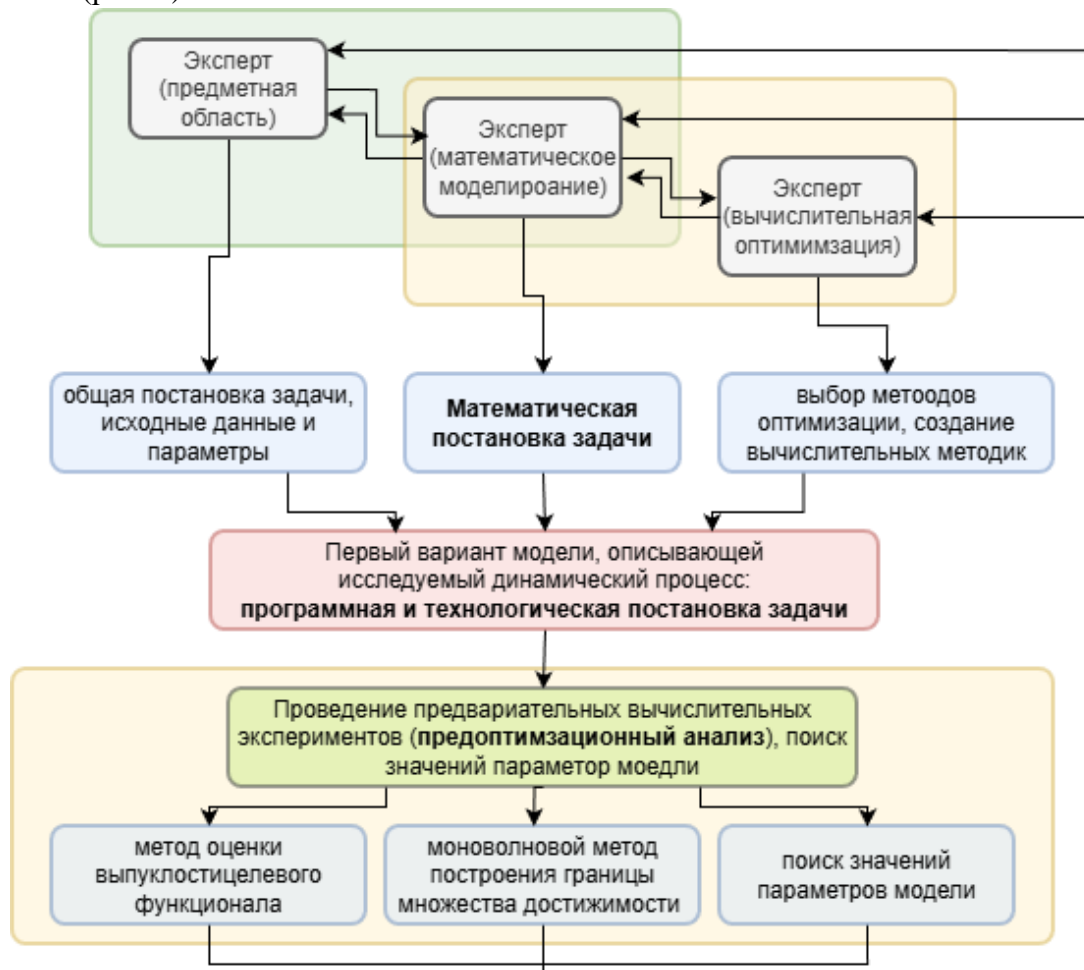 Эксперт
(предметная
область)
Эксперт
(математическое
моделироание)
Эксперт
(вычислительная
оптимимзация)
общая постановка задачи,
исходные данные и
параметры
Математическая
постановка задачи
выбор метоодов
оптимизации, создание
вычислительных методик
Первый вариант модели, описывающей
исследуемый динамический процесс:
программная и технологическая постановка задачи
Проведение предвариательных вычислительных
экспериментов (предоптимзационный анализ), поиск
значений параметор моедли
метод оценки
выпуклостицелевого
функционала
моноволновой метод
построения границы
множества достижимости
поиск значений
параметров модели